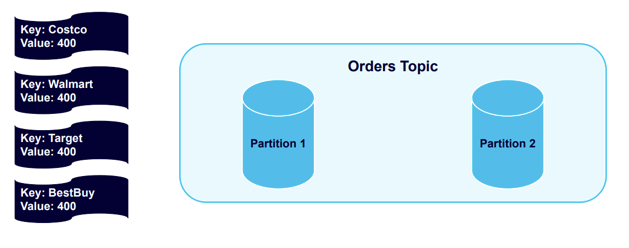 Key: Costco
Value: 400
Key: Walmart
Value: 400
Key: Target
Value: 400
Key: BestBuy
Value: 400
Orders Topic
Partition 1
Partition 2